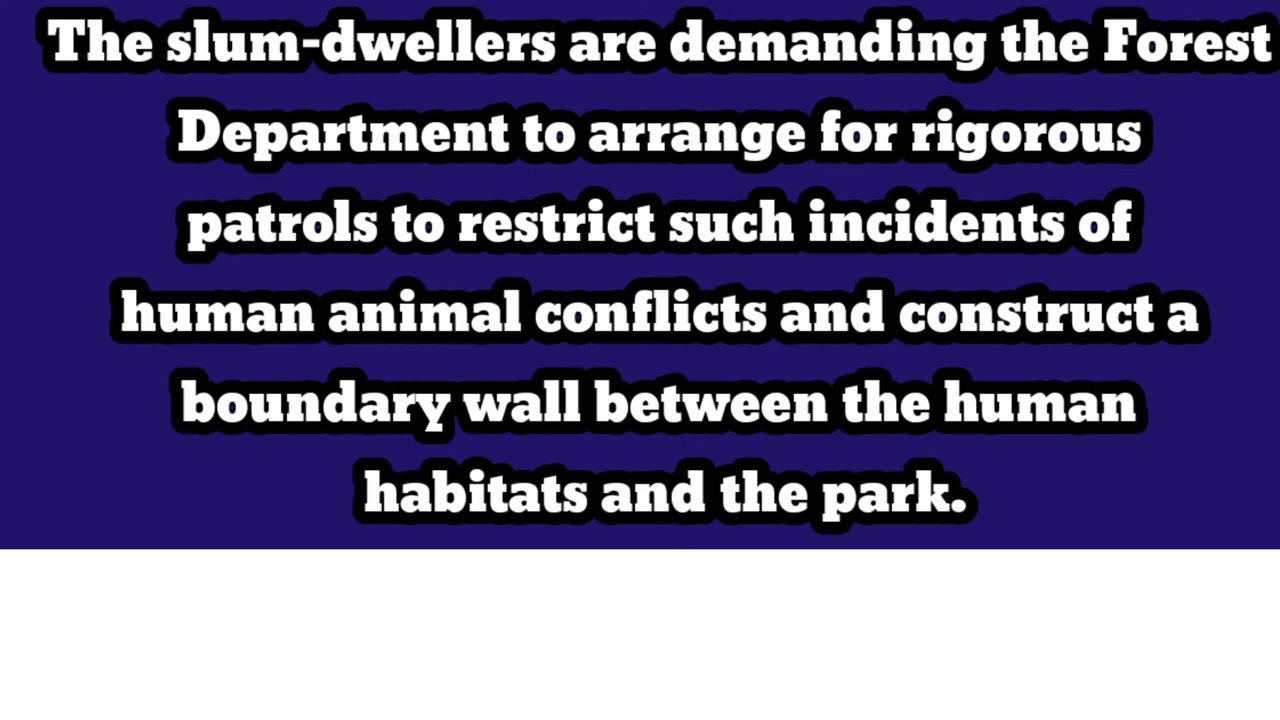 The slum-dwellers are demanding the Forest
Department to arrange for rigorous
patrols to restrict such incidents of
human animal conflicts and construct a
boundary wall between the human
habitats and the park.